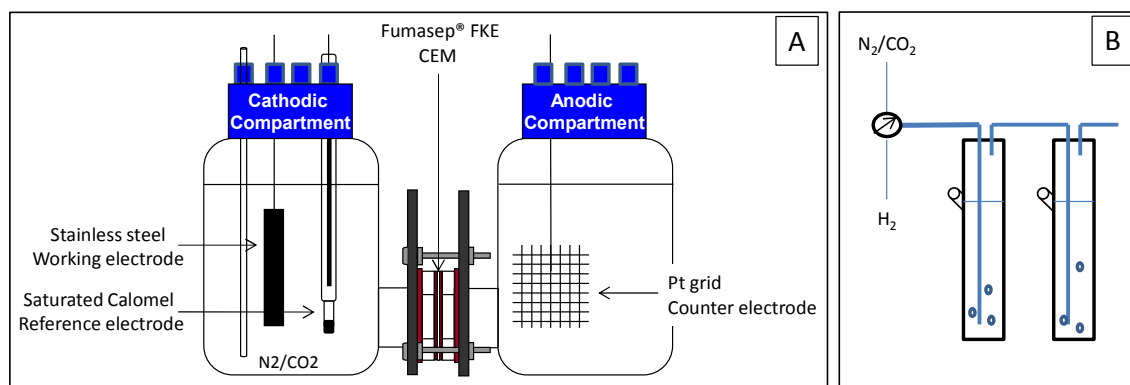 A
Fumasep® FKE
CEM
Cathodic
Compartment
Anodic
Compartment
Stainless steel
Working electrode
Saturated Calomel
Reference electrode
Pt grid
Counter electrode
N2/CO2
B
N₂/CO₂
H₂